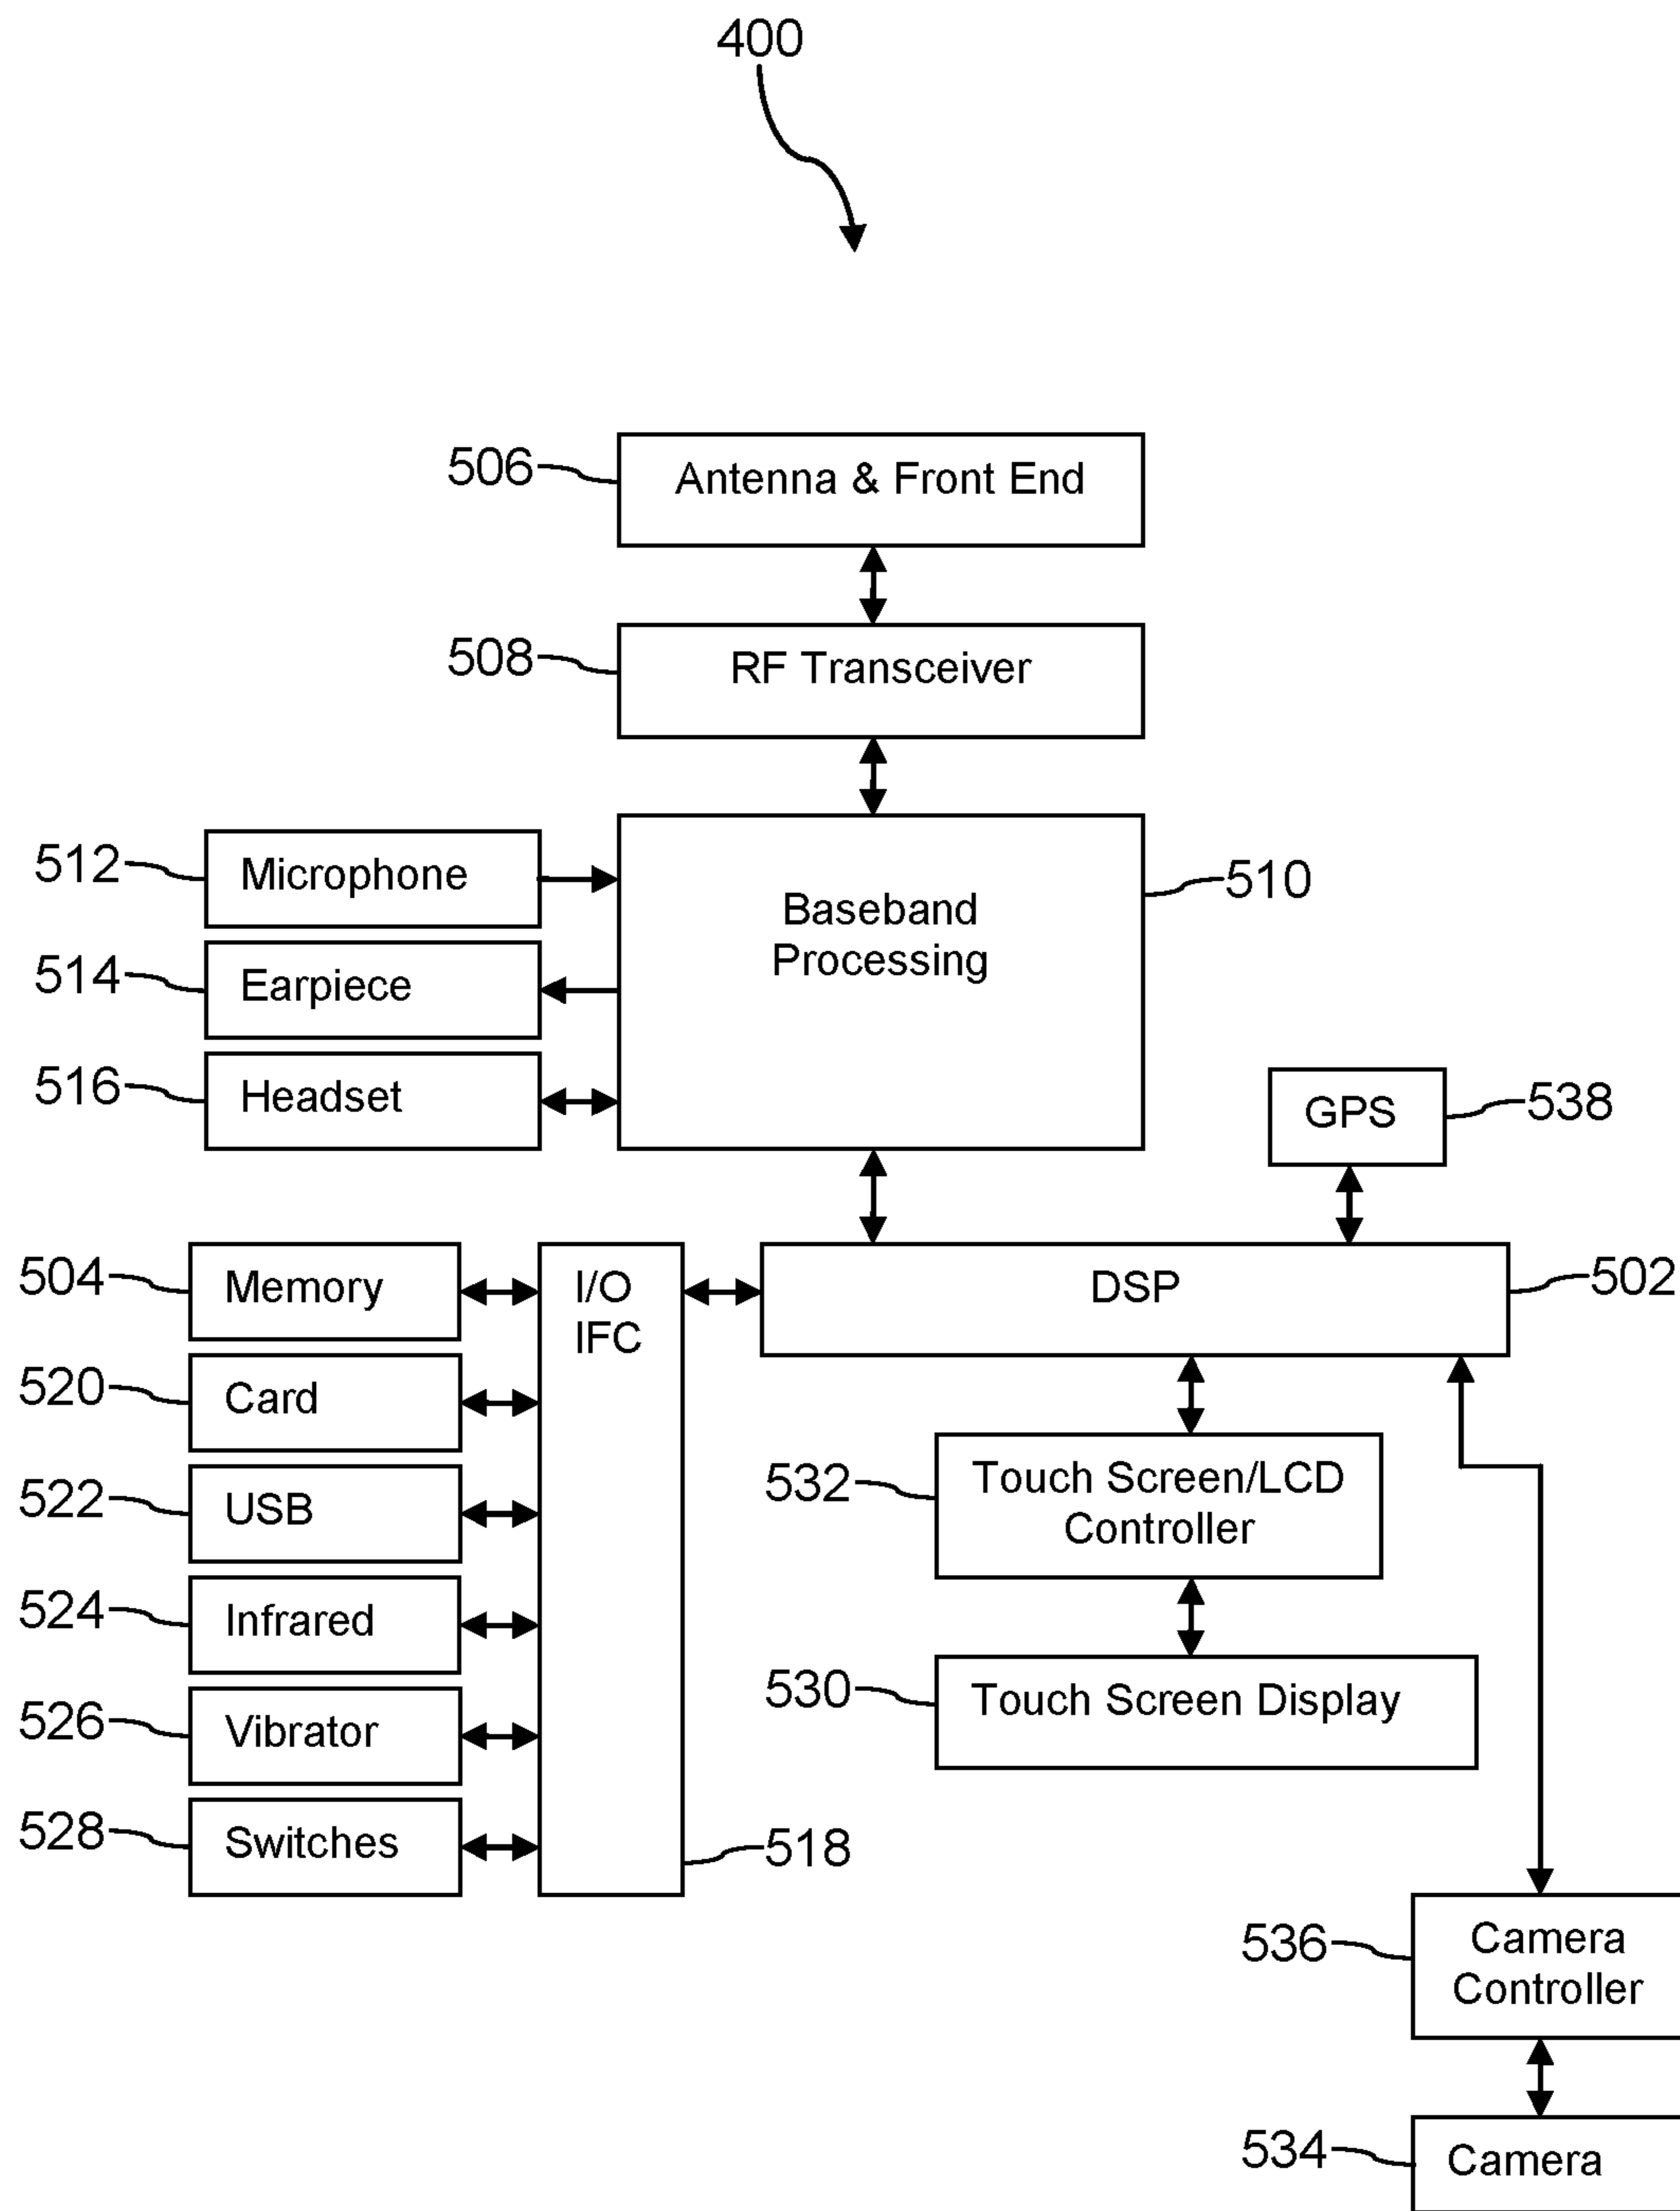 400
506
Antenna & Front End
508
RF Transceiver
512
Microphone
Baseband
Processing
510
514
Earpiece
516
Headset
GPS
538
504
Memory
I/O
IFC
DSP
502
520
Card
522
USB
532
Touch Screen/LCD
Controller
524
Infrared
530
Touch Screen Display
526
Vibrator
528
Switches
518
536
Camera
Controller
534
Camera